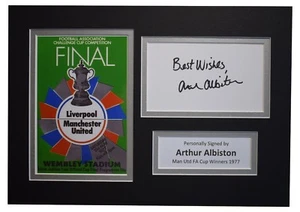 FOOTBALL ASSOCIATION
CHALLENGE CUP COMPETITION
FINAL
Liverpool
Manchester
United
WEMBLEY STADIUM
Best Wishes,
Arthur Albiston
Personally Signed by
Arthur Albiston
Man Utd FA Cup Winners 1977